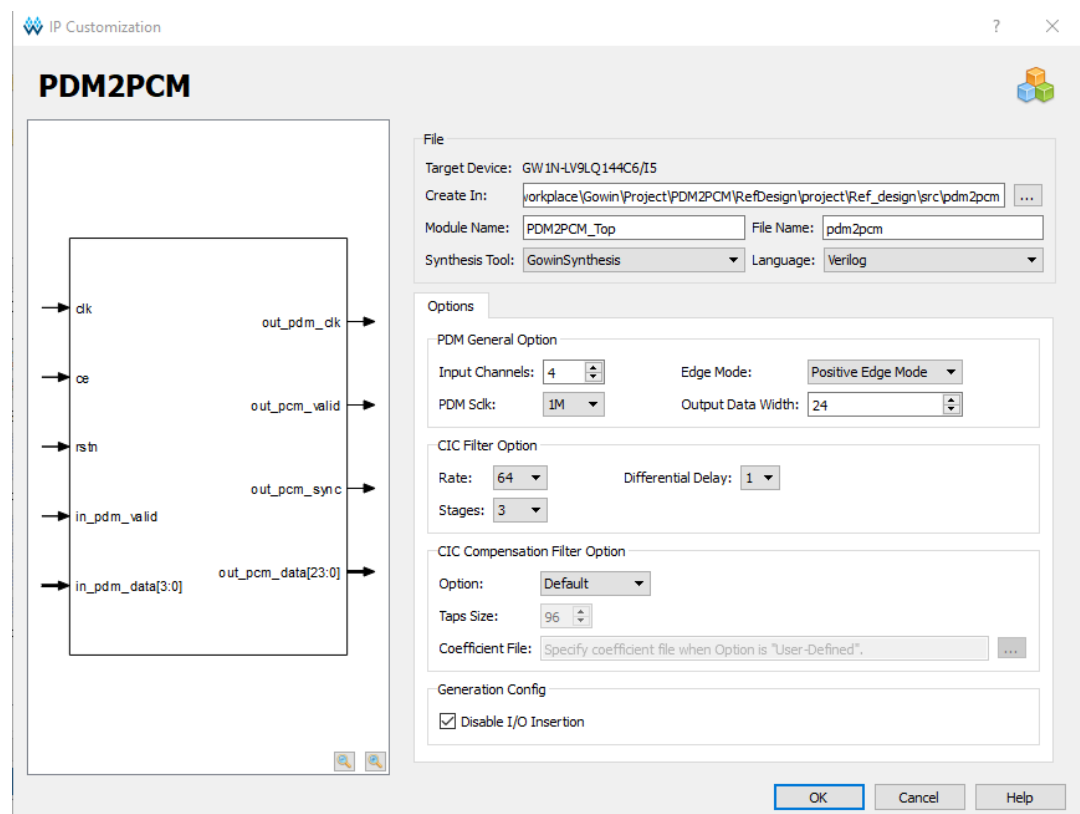 IP Customization
?
PDM2PCM
clk
ce
rstn
in_pdm_valid
in_pdm_data[3:0]
out_pdm_clk
out_pcm_valid
out_pcm_sync
out_pcm_data[23:0]
File
Target Device: GW1N-LV9LQ144C6/I5
Create In: workplace\Gowin\Project\PDM2PCM\RefDesign\project\Ref_design\src\pdm2pcm ...
Module Name: PDM2PCM_Top File Name: pdm2pcm
Synthesis Tool: GowinSynthesis Language: Verilog
Options
PDM General Option
Input Channels: 4 Edge Mode: Positive Edge Mode
PDM Sclk: 1M Output Data Width: 24
CIC Filter Option
Rate: 64 Differential Delay: 1
Stages: 3
CIC Compensation Filter Option
Option: Default
Taps Size: 96
Coefficient File: Specify coefficient file when Option is "User-Defined". ...
Generation Config
Disable I/O Insertion
OK Cancel Help